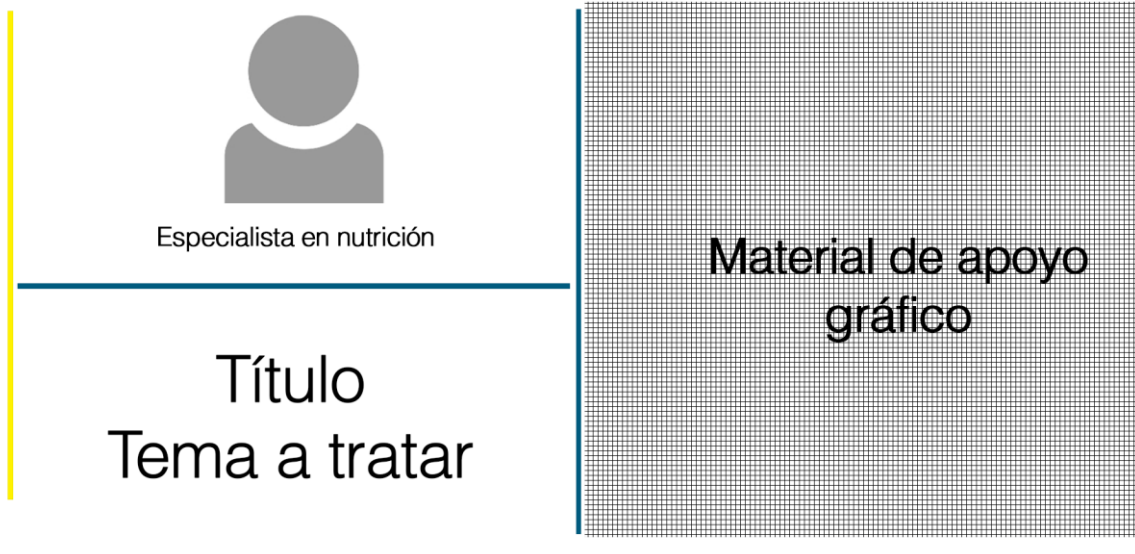 Especialista en nutrición
Título
Tema a tratar
Material de apoyo
gráfico